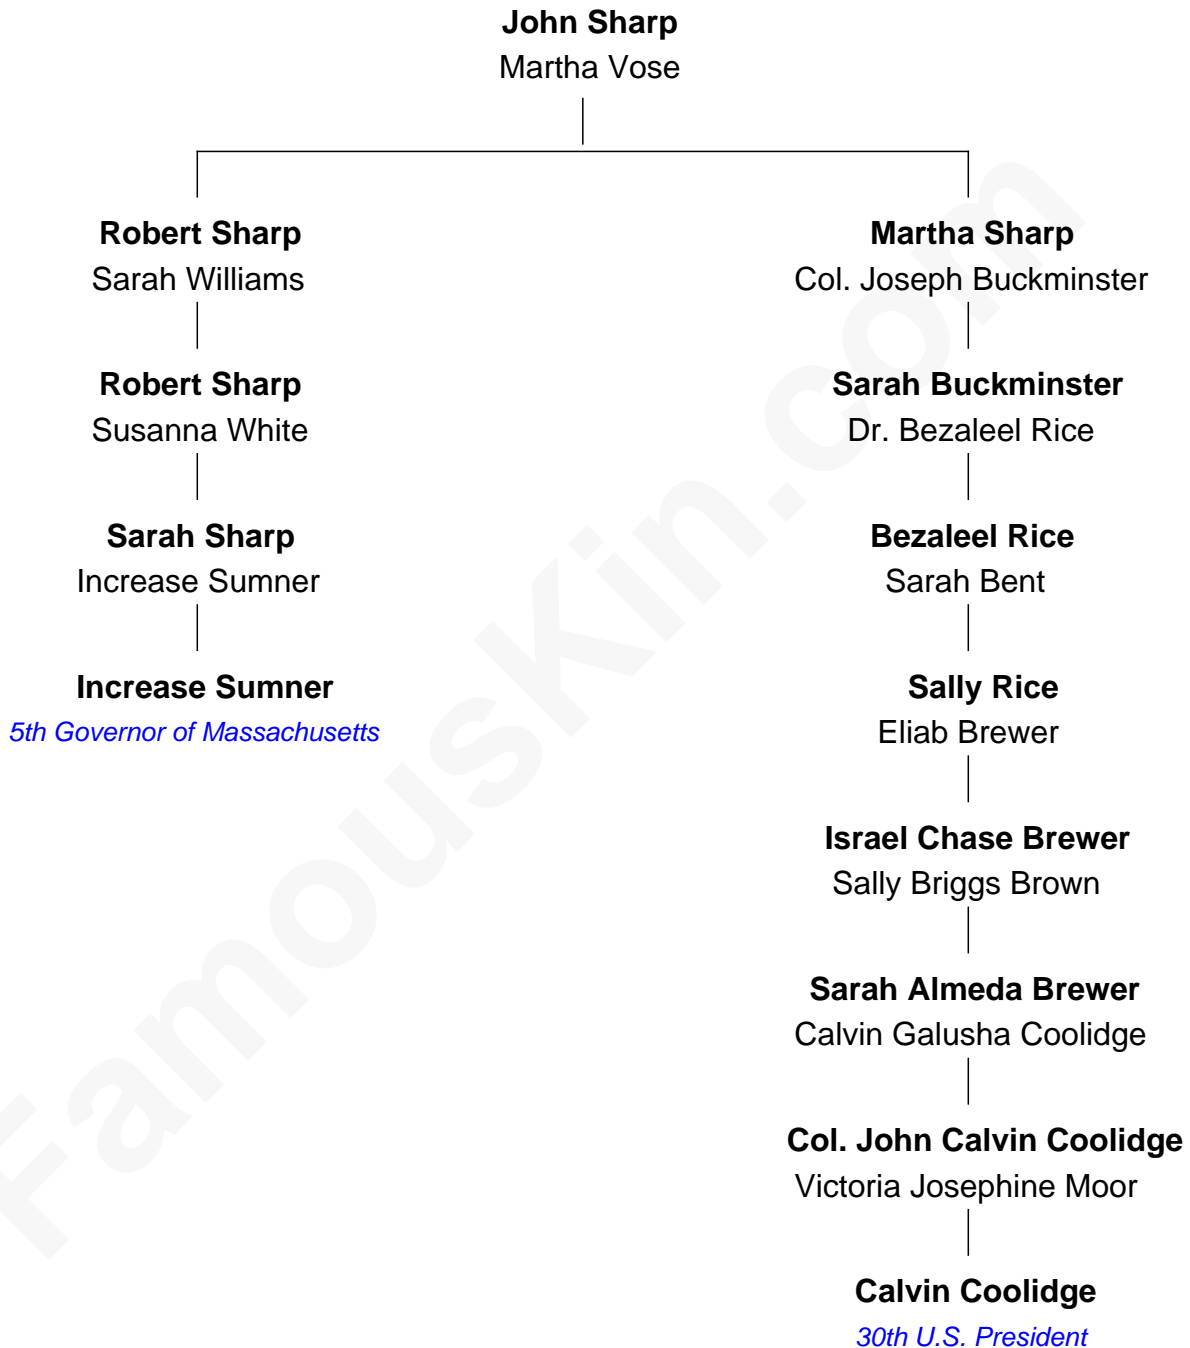 John Sharp
Martha Vose
Robert Sharp
Sarah Williams
Martha Sharp
Col. Joseph Buckminster
Robert Sharp
Susanna White
Sarah Buckminster
Dr. Bezaleel Rice
Sarah Sharp
Increase Sumner
Bezaleel Rice
Sarah Bent
Increase Sumner
5th Governor of Massachusetts
Sally Rice
Eliab Brewer
Israel Chase Brewer
Sally Briggs Brown
Sarah Almeda Brewer
Calvin Galusha Coolidge
Col. John Calvin Coolidge
Victoria Josephine Moor
Calvin Coolidge
30th U.S. President
FamousKin.com